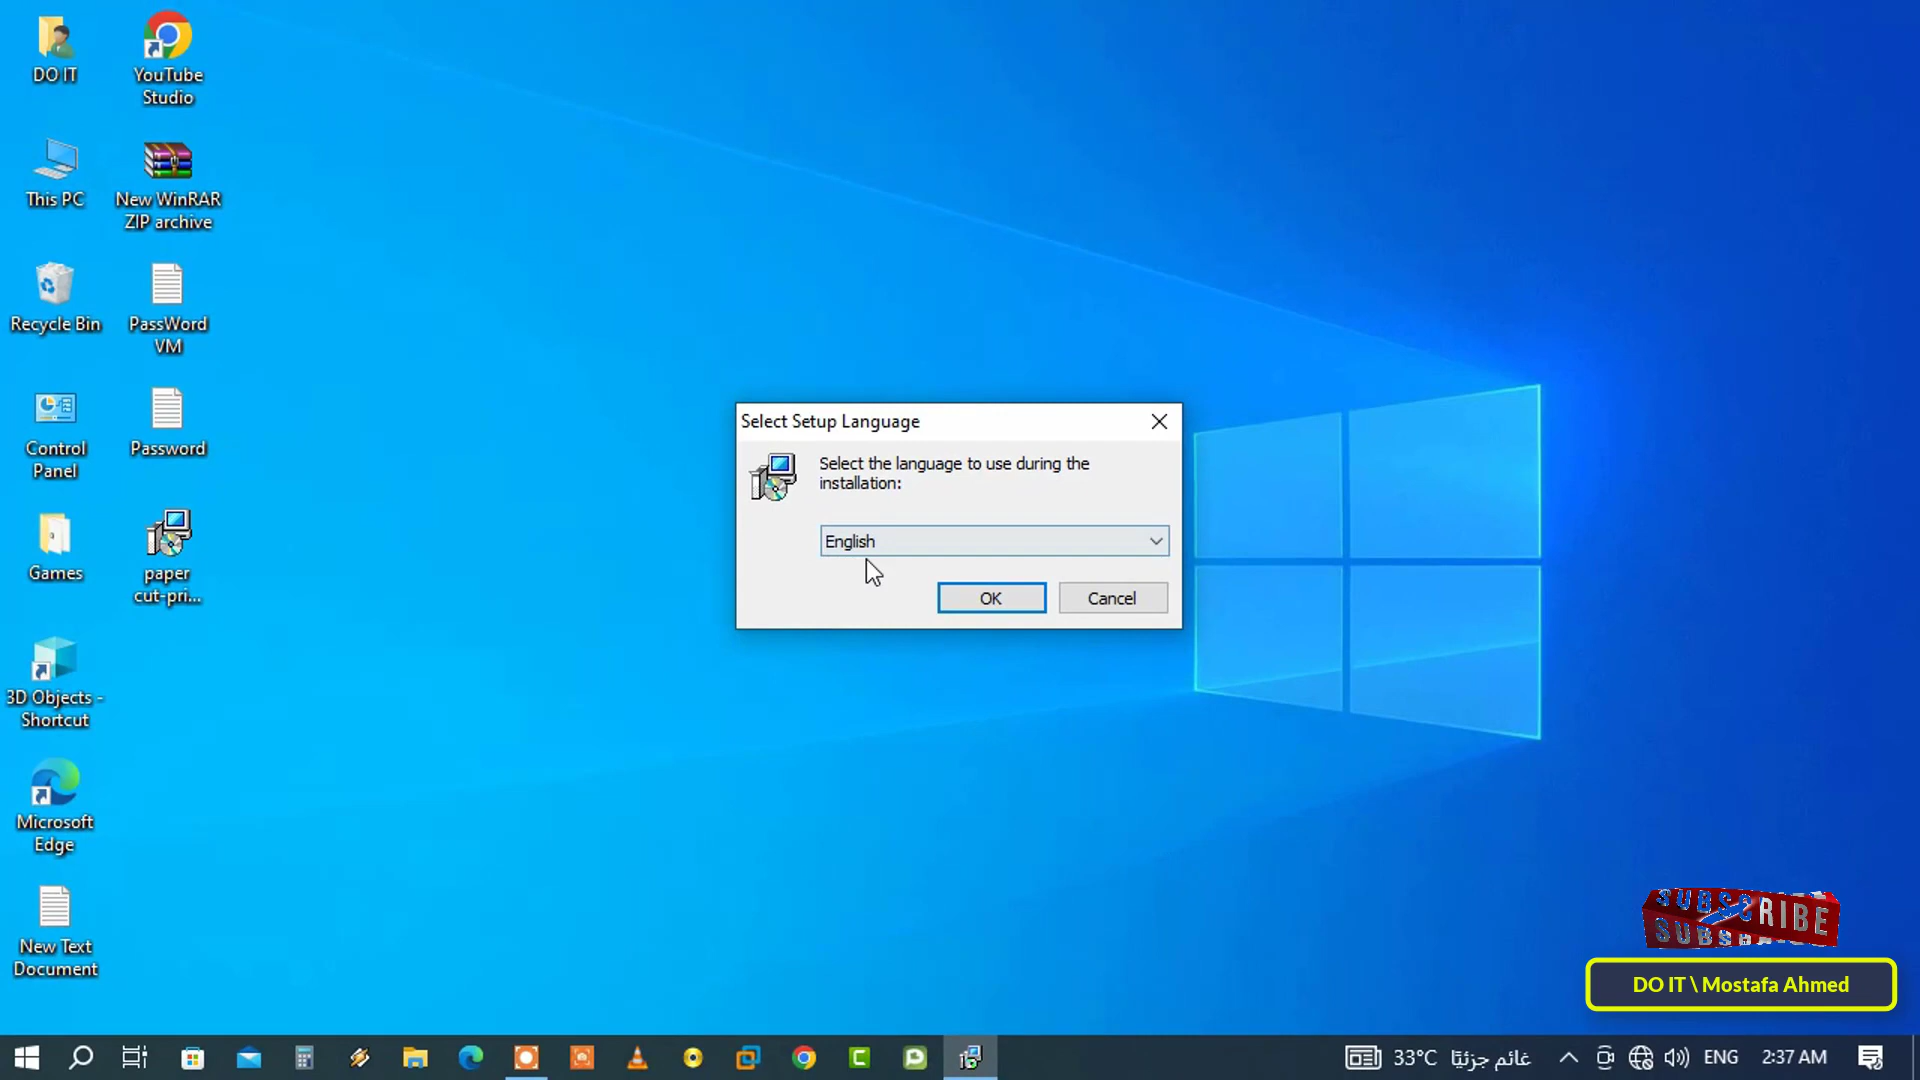 DO IT
YouTube
Studio
This PC
New WinRAR
ZIP archive
Recycle Bin
PassWord
VM
Control
Panel
Password
Games
paper
cut-pri...
3D Objects -
Shortcut
Microsoft
Edge
New Text
Document
Select Setup Language
Select the language to use during the
installation:
English
OK
Cancel
SUBSCRIBE
DO IT \ Mostafa Ahmed
33°C غائم جزئيًا
ENG
2:37 AM